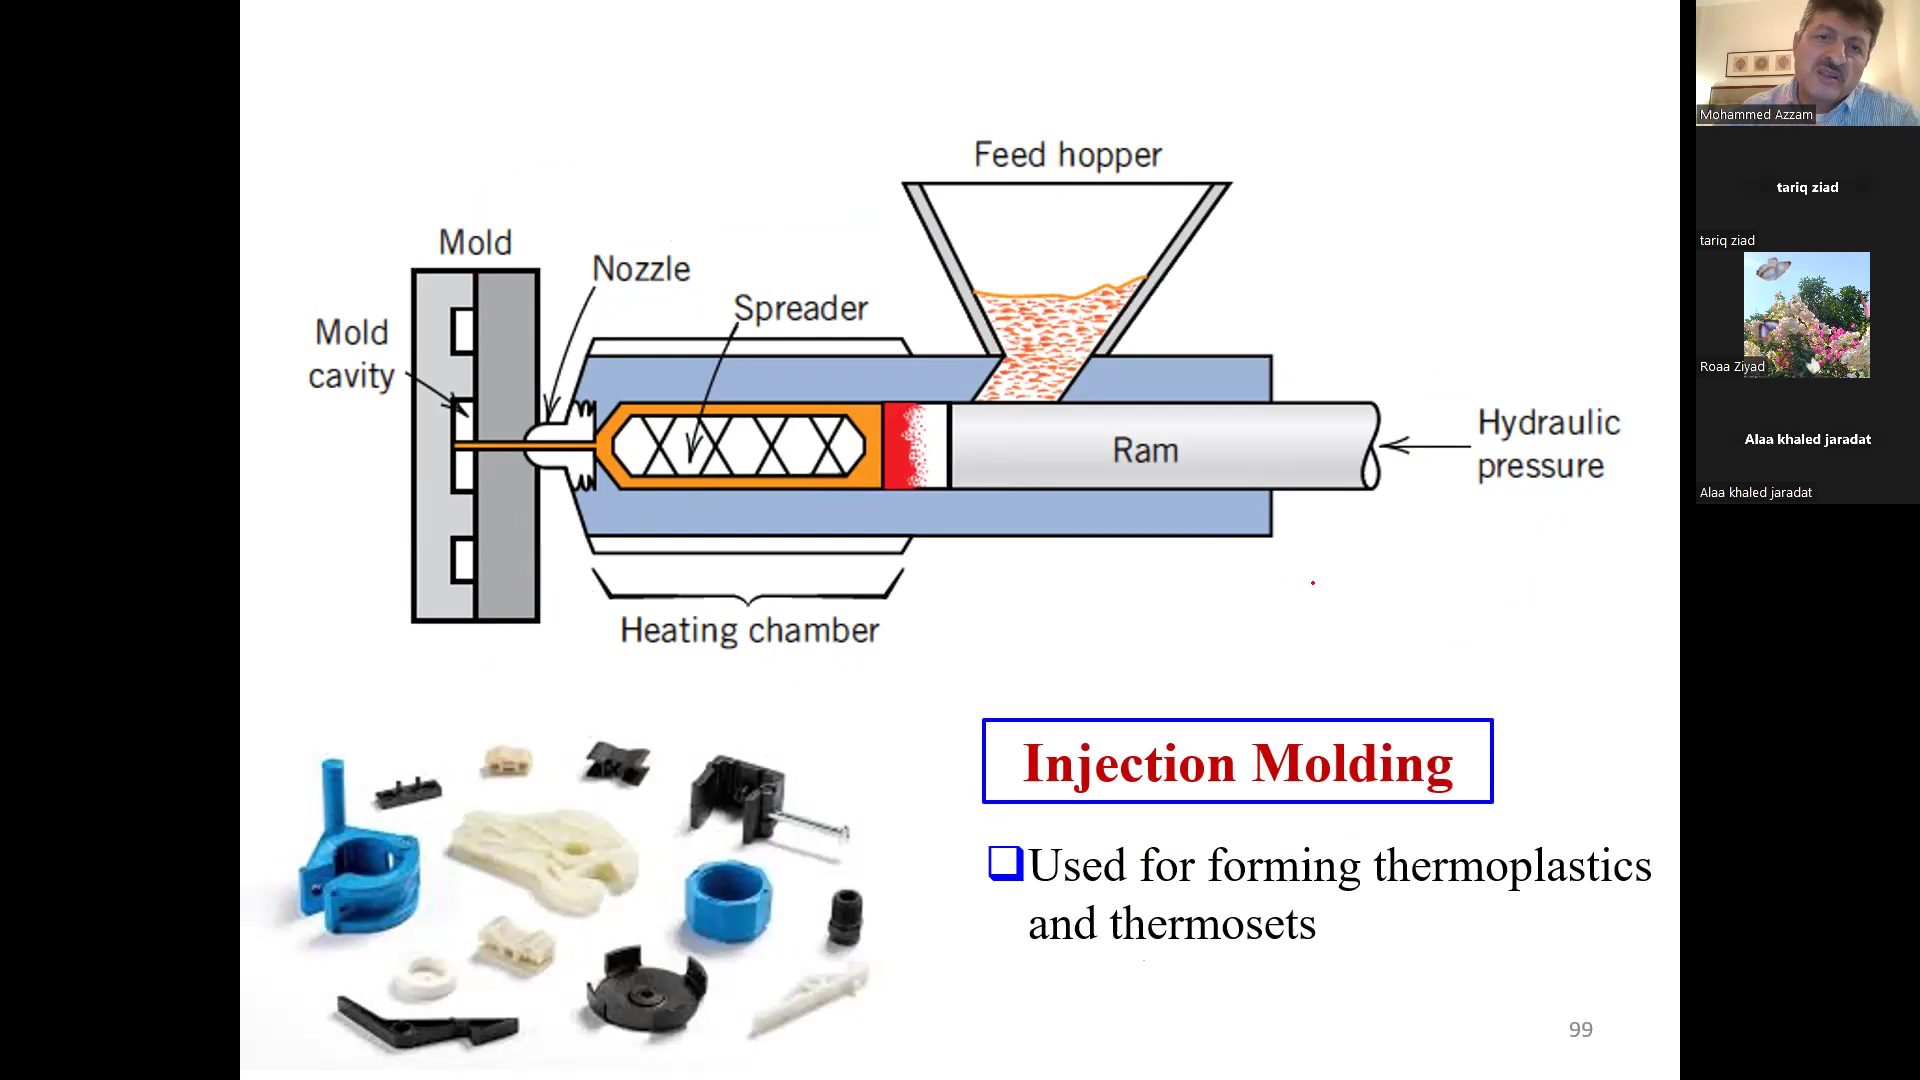 Feed hopper
Mold
Nozzle
Spreader
Mold
cavity
Ram
Hydraulic
pressure
Heating chamber
Injection Molding
Used for forming thermoplastics
and thermosets
99
Mohammed Azzam
tariq ziad
tariq ziad
Roaa Ziyad
Alaa khaled jaradat
Alaa khaled jaradat